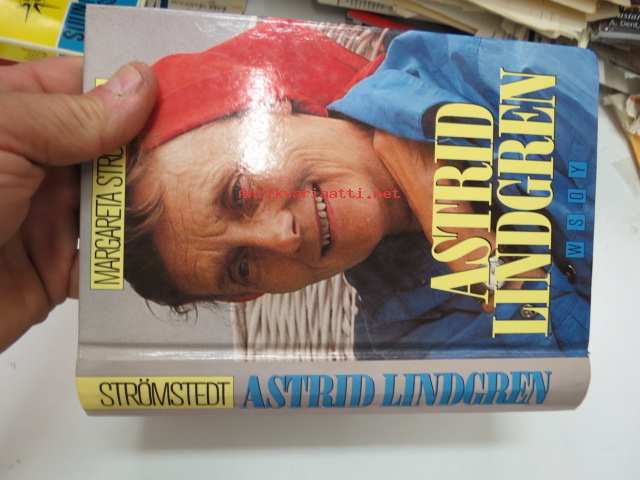 MARGARETA STRÖ
ASTRID
LINDGREN
WSOY
STRÖMSTEDT ASTRID LINDGREN
antikvariaatti.net